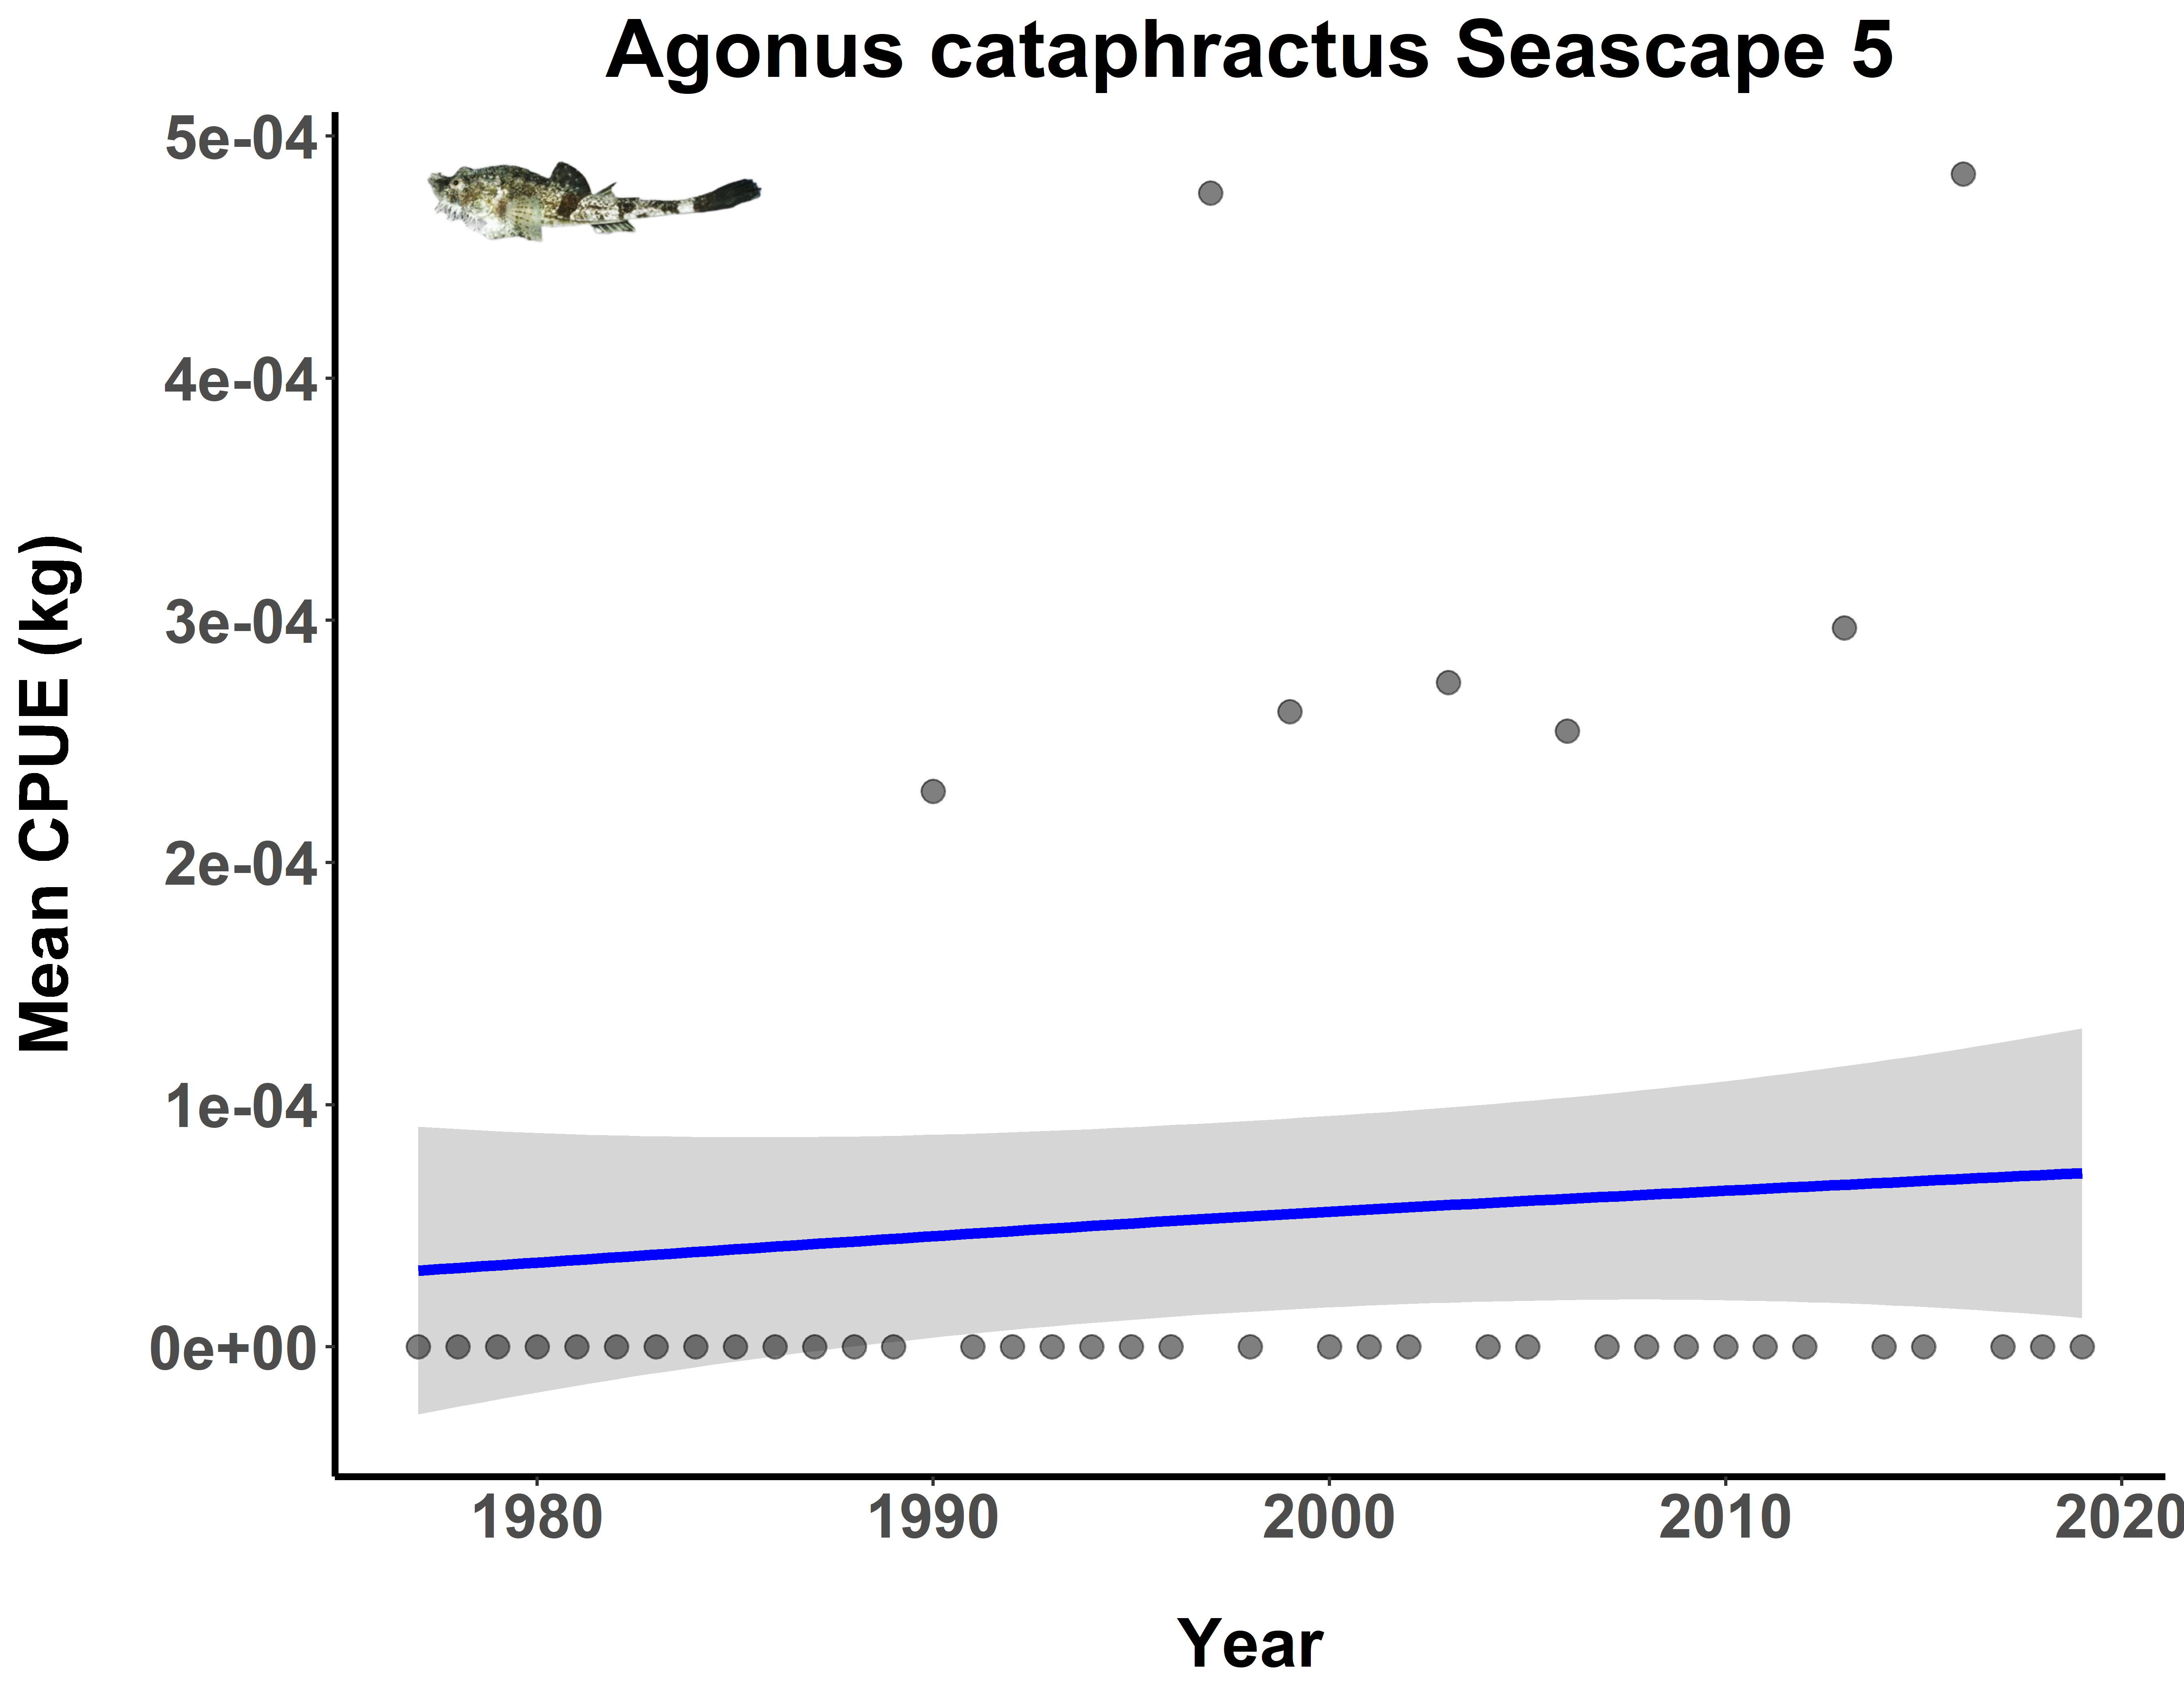 Agonus cataphractus Seascape 5
5e-04
4e-04
3e-04
2e-04
1e-04
0e+00
Mean CPUE (kg)
1980 1990 2000 2010 2020
Year